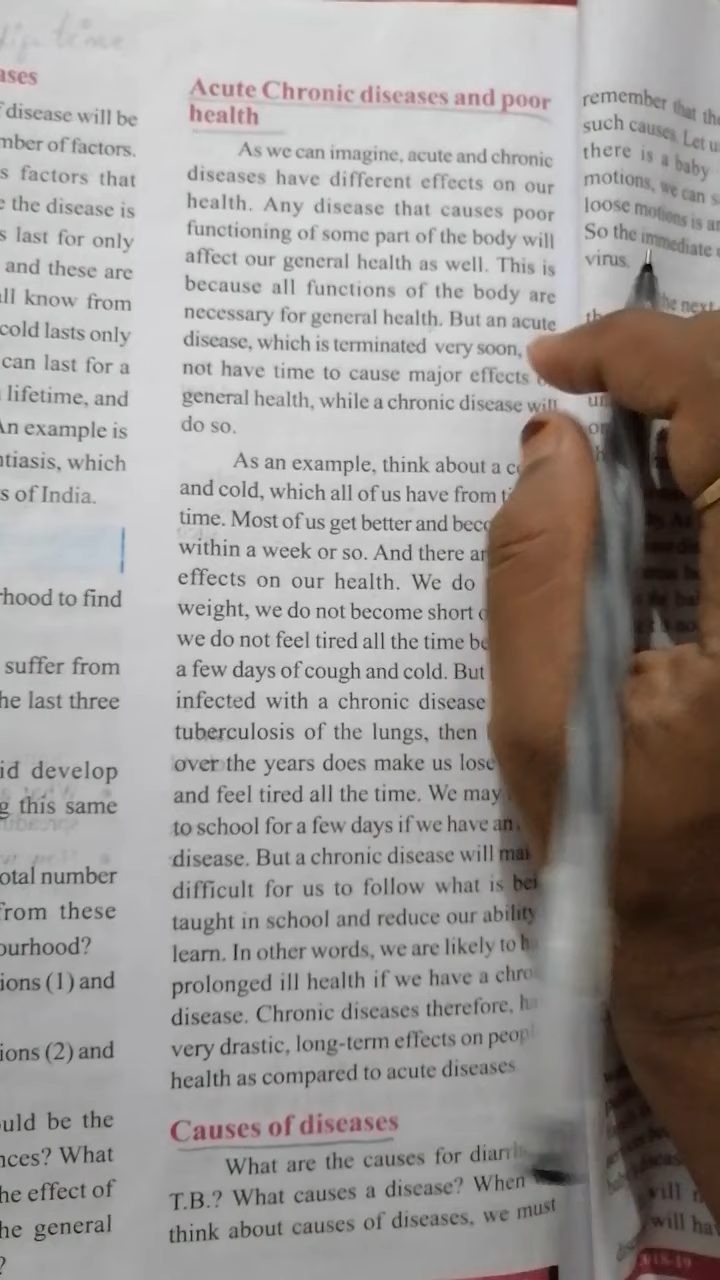 time
ases
disease will be
mber of factors.
s factors that
e the disease is
s last for only
and these are
all know from
cold lasts only
can last for a
lifetime, and
An example is
ntiasis, which
s of India.
rhood to find
suffer from
he last three
id develop
g this same
otal number
from these
ourhood?
ions (1) and
ions (2) and
uld be the
nces? What
he effect of
he general
?
Acute Chronic diseases and poor
health
As we can imagine, acute and chronic
diseases have different effects on our
health. Any disease that causes poor
functioning of some part of the body will
affect our general health as well. This is
because all functions of the body are
necessary for general health. But an acute
disease, which is terminated very soon,
not have time to cause major effects
general health, while a chronic disease will
do so.
As an example, think about a c
and cold, which all of us have from t
time. Most of us get better and bec
within a week or so. And there ar
effects on our health. We do
weight, we do not become short o
we do not feel tired all the time be
a few days of cough and cold. But
infected with a chronic disease
tuberculosis of the lungs, then
over the years does make us lose
and feel tired all the time. We may
to school for a few days if we have an
disease. But a chronic disease will ma
difficult for us to follow what is bei
taught in school and reduce our ability
learn. In other words, we are likely to h
prolonged ill health if we have a chro
disease. Chronic diseases therefore, ha
very drastic, long-term effects on peopl
health as compared to acute diseases
Causes of diseases
What are the causes for diarrh
T.B.? What causes a disease? When
think about causes of diseases, we must
remember that the
such causes. Let u
there is a baby
motions, we can s
loose motions is a
So the immediate
virus.
he next
will
will ha
2018-19